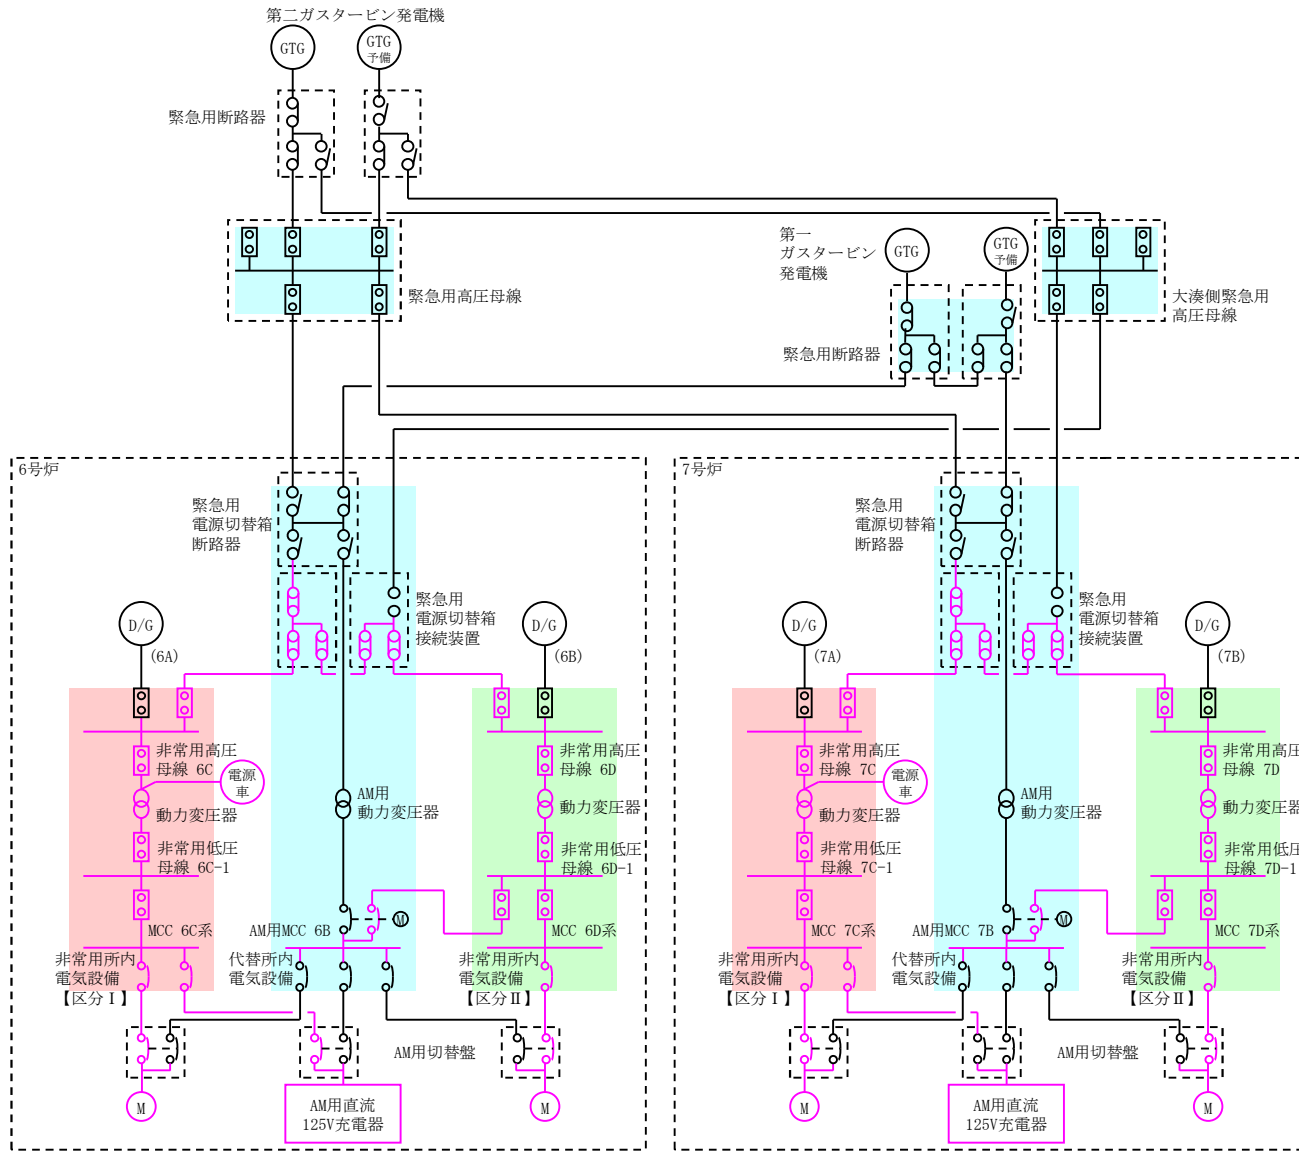 第二ガスタービン発電機
GTG
GTG
予備
緊急用断路器
緊急用高圧母線
第一
ガスタービン
発電機
GTG
GTG
予備
緊急用断路器
大湊側緊急用
高圧母線
6号炉
緊急用
電源切替箱
断路器
緊急用
電源切替箱
接続装置
D/G
(6A)
D/G
(6B)
非常用高圧
母線 6C
電源
車
動力変圧器
非常用低圧
母線 6C-1
MCC 6C系
非常用所内
電気設備
【区分Ⅰ】
AM用
動力変圧器
AM用MCC 6B
M
代替所内
電気設備
非常用高圧
母線 6D
動力変圧器
非常用低圧
母線 6D-1
MCC 6D系
非常用所内
電気設備
【区分Ⅱ】
AM用切替盤
M
AM用直流
125V充電器
M
7号炉
緊急用
電源切替箱
断路器
緊急用
電源切替箱
接続装置
D/G
(7A)
D/G
(7B)
非常用高圧
母線 7C
電源
車
動力変圧器
非常用低圧
母線 7C-1
MCC 7C系
非常用所内
電気設備
【区分Ⅰ】
AM用
動力変圧器
AM用MCC 7B
M
代替所内
電気設備
非常用高圧
母線 7D
動力変圧器
非常用低圧
母線 7D-1
MCC 7D系
非常用所内
電気設備
【区分Ⅱ】
AM用切替盤
M
AM用直流
125V充電器
M